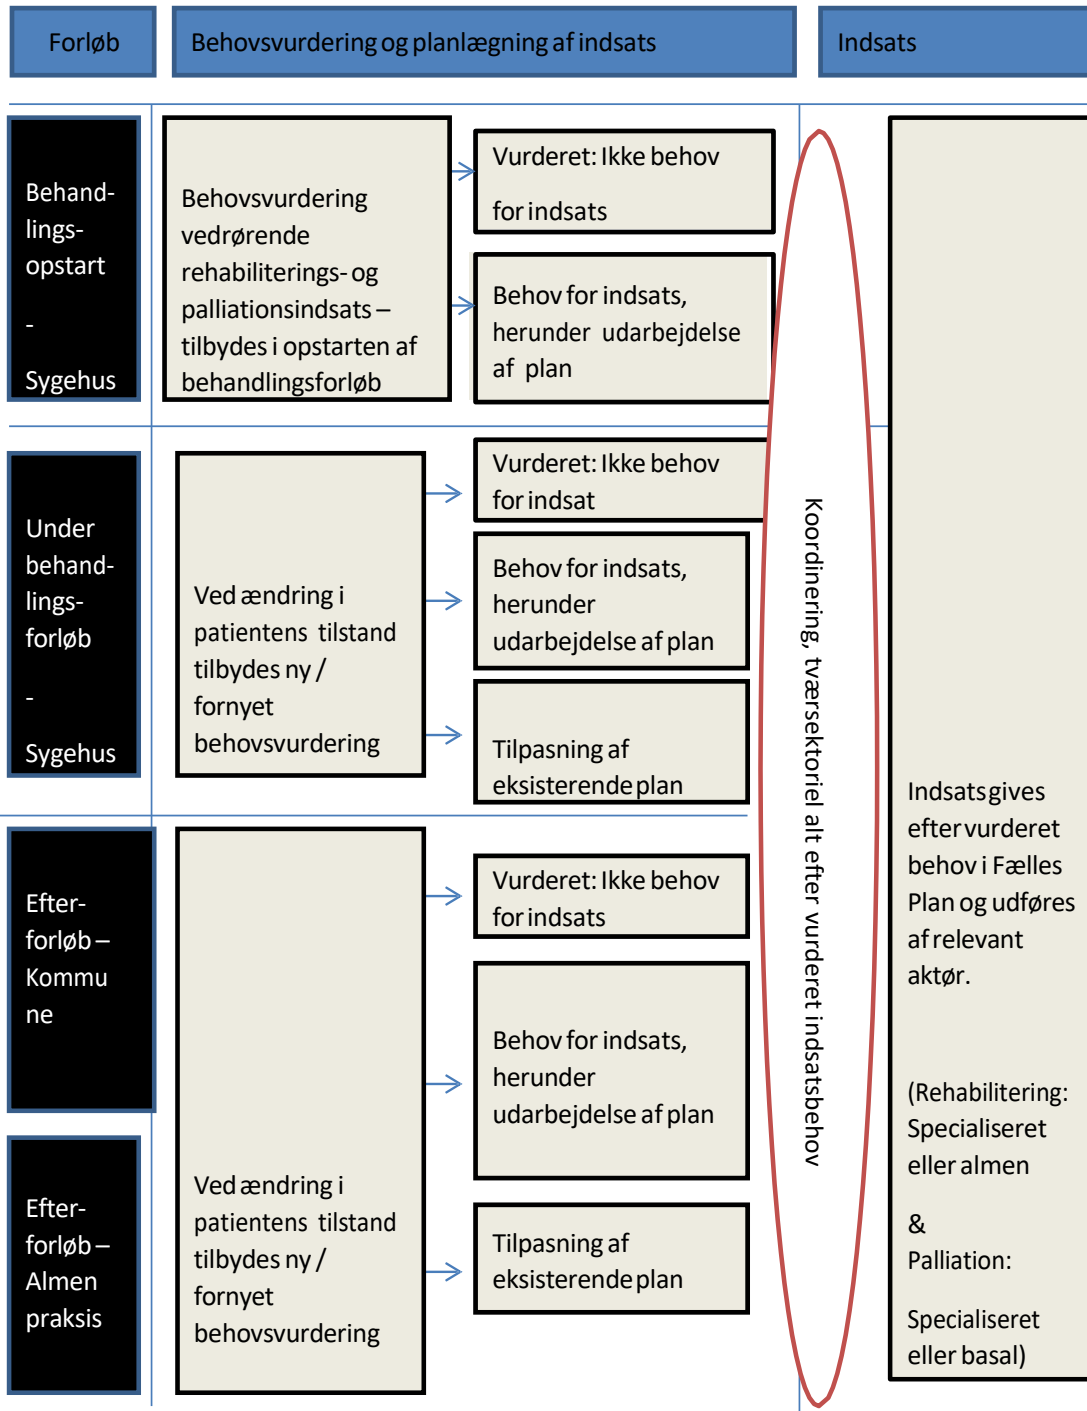 Forløb
Behovsvurdering og planlægning af indsats
Indsats
Behand-
lings-
opstart
-
Sygehus
Behovsvurdering
vedrørende
rehabiliterings- og
palliationsindsats –
tilbydes i opstarten af
behandlingsforløb
Vurderet: Ikke behov
for indsats
Behov for indsats,
herunder udarbejdelse
af plan
Under
behand-
lings-
forløb
-
Sygehus
Ved ændring i
patientens tilstand
tilbydes ny /
fornyet
behovsvurdering
Vurderet: Ikke behov
for indsat
Behov for indsats,
herunder
udarbejdelse af plan
Tilpasning af
eksisterende plan
Efter-
forløb –
Kommu
ne
Efter-
forløb –
Almen
praksis
Ved ændring i
patientens tilstand
tilbydes ny /
fornyet
behovsvurdering
Vurderet: Ikke behov
for indsats
Behov for indsats,
herunder
udarbejdelse af plan
Tilpasning af
eksisterende plan
Koordinering, tværsektoriel alt efter vurderet indsatsbehov
Indsats gives
efter vurderet
behov i Fælles
Plan og udføres
af relevant
aktør.
(Rehabilitering:
Specialiseret
eller almen
&
Palliation:
Specialiseret
eller basal)